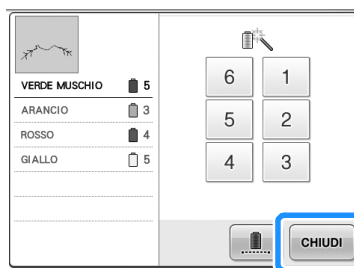 VERDE MUSCHIO 5
ARANCIO 3
ROSSO 4
GIALLO 5
6 1
5 2
4 3
CHIUDI